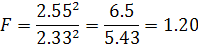 F = 2.55² / 2.33² = 6.5 / 5.43 = 1.20